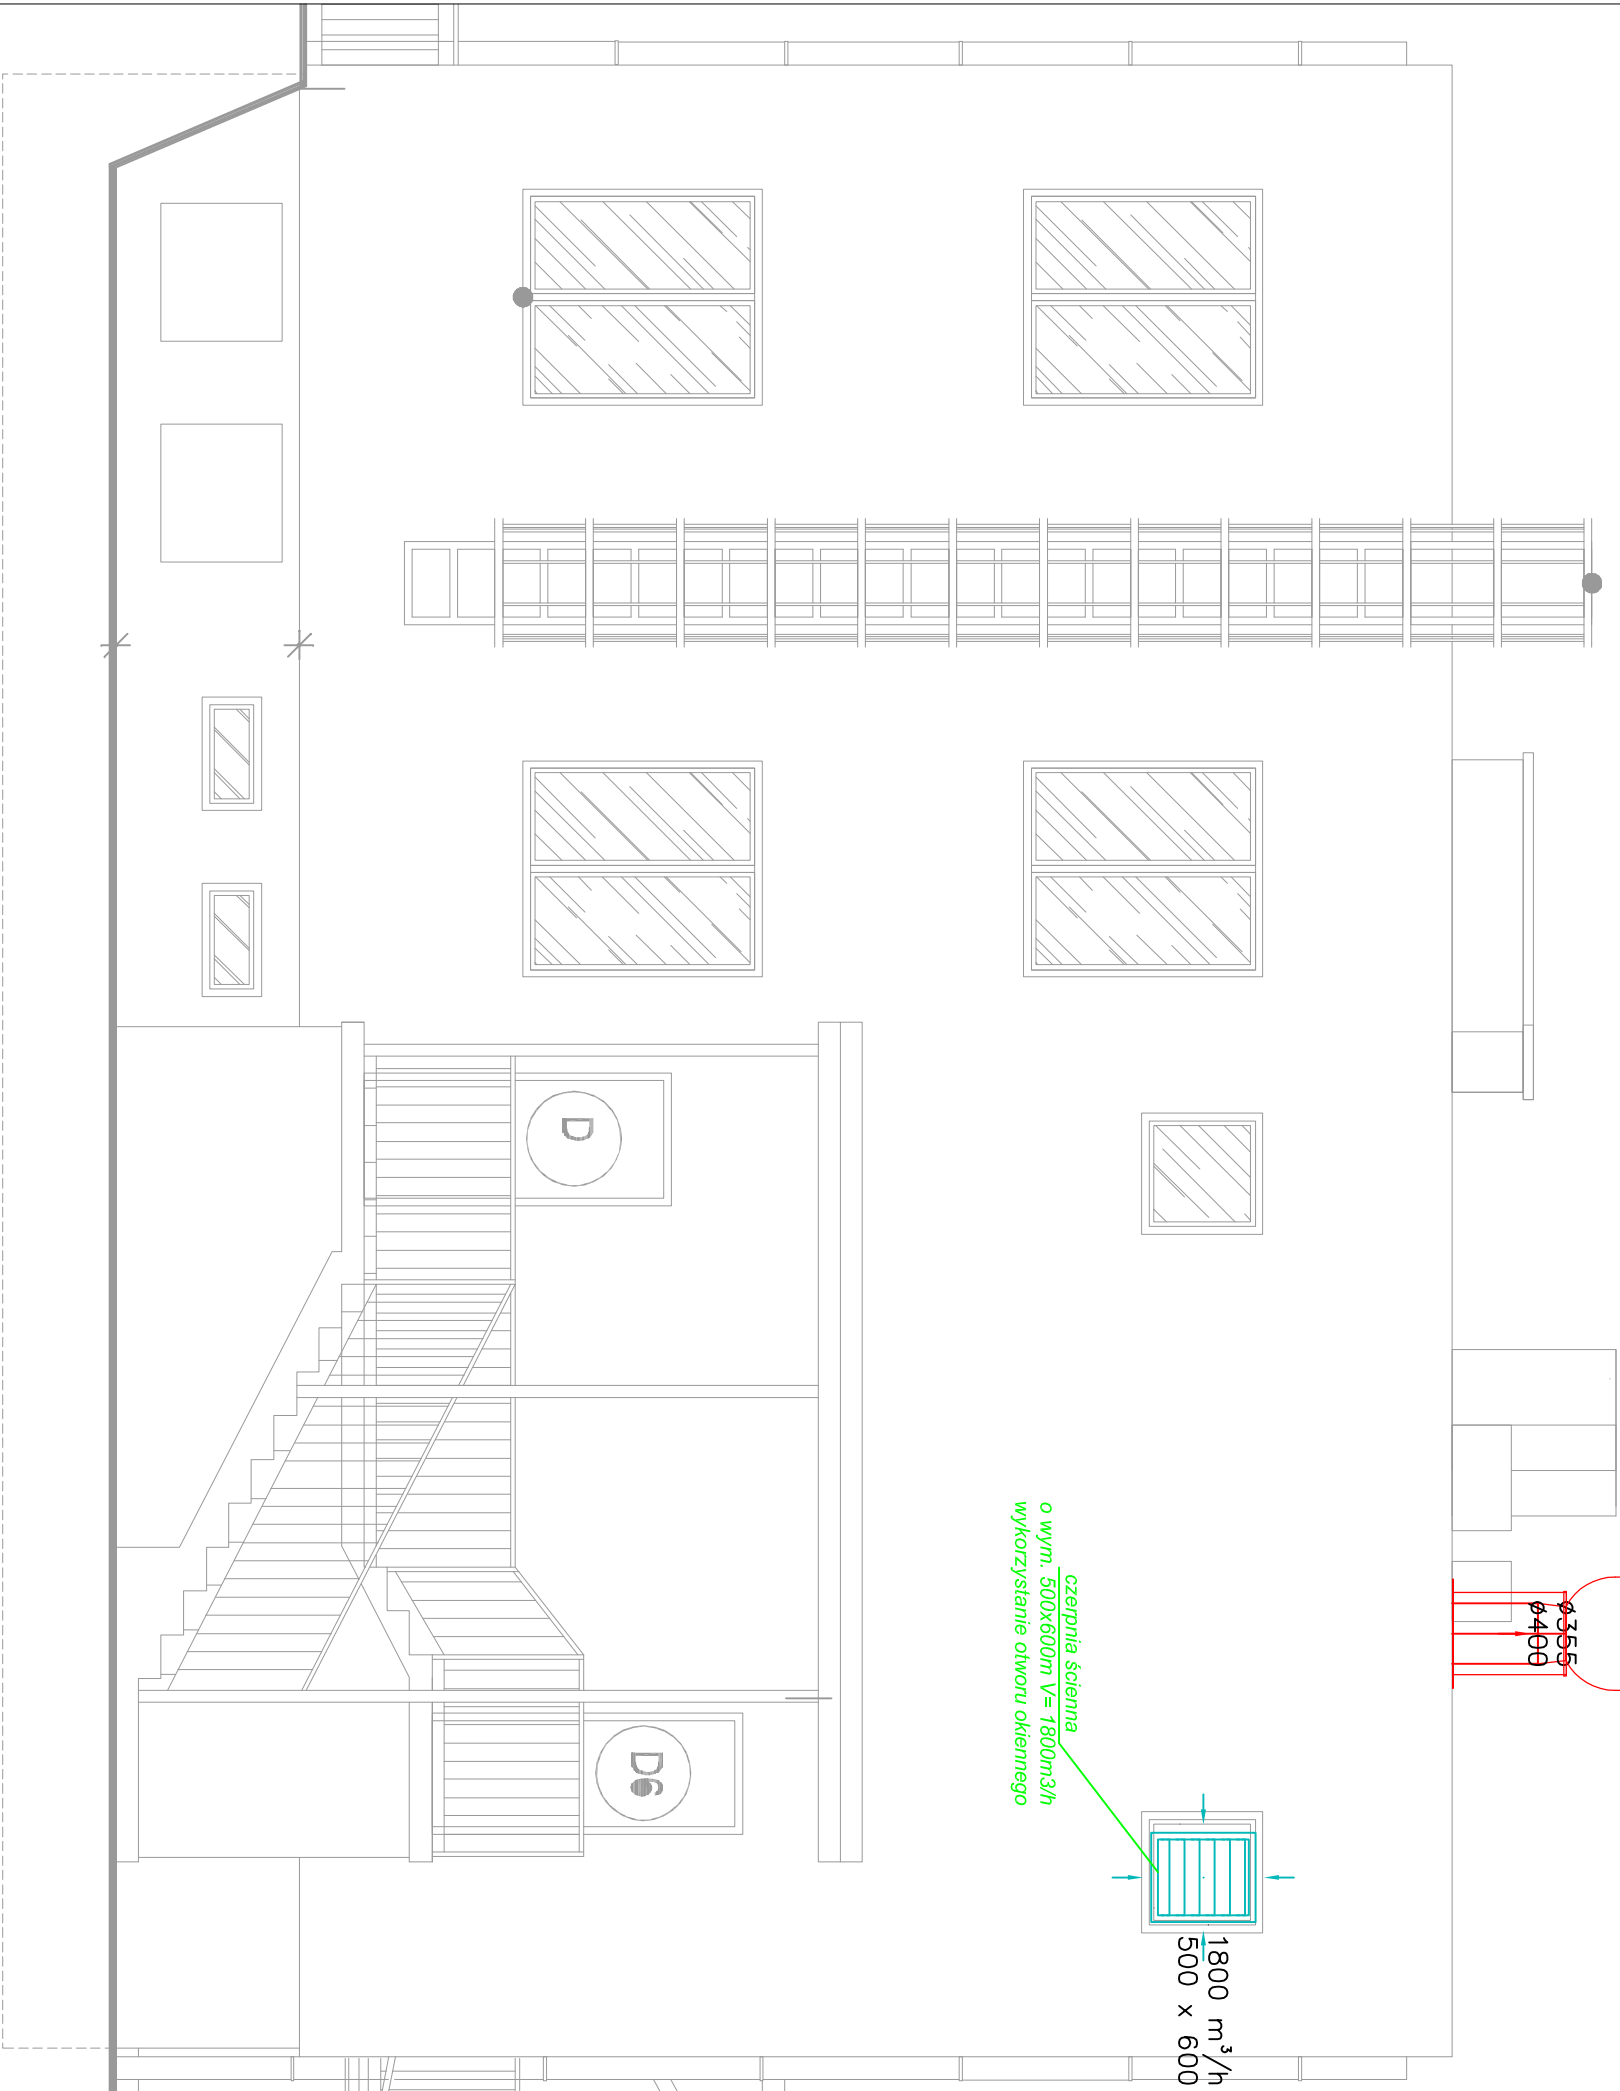 ø355
ø400
czerpnia ścienna
o wym. 500x600m V= 1800m3/h
wykorzystanie otworu okiennego
1800 m³/h
500 x 600
D
D6